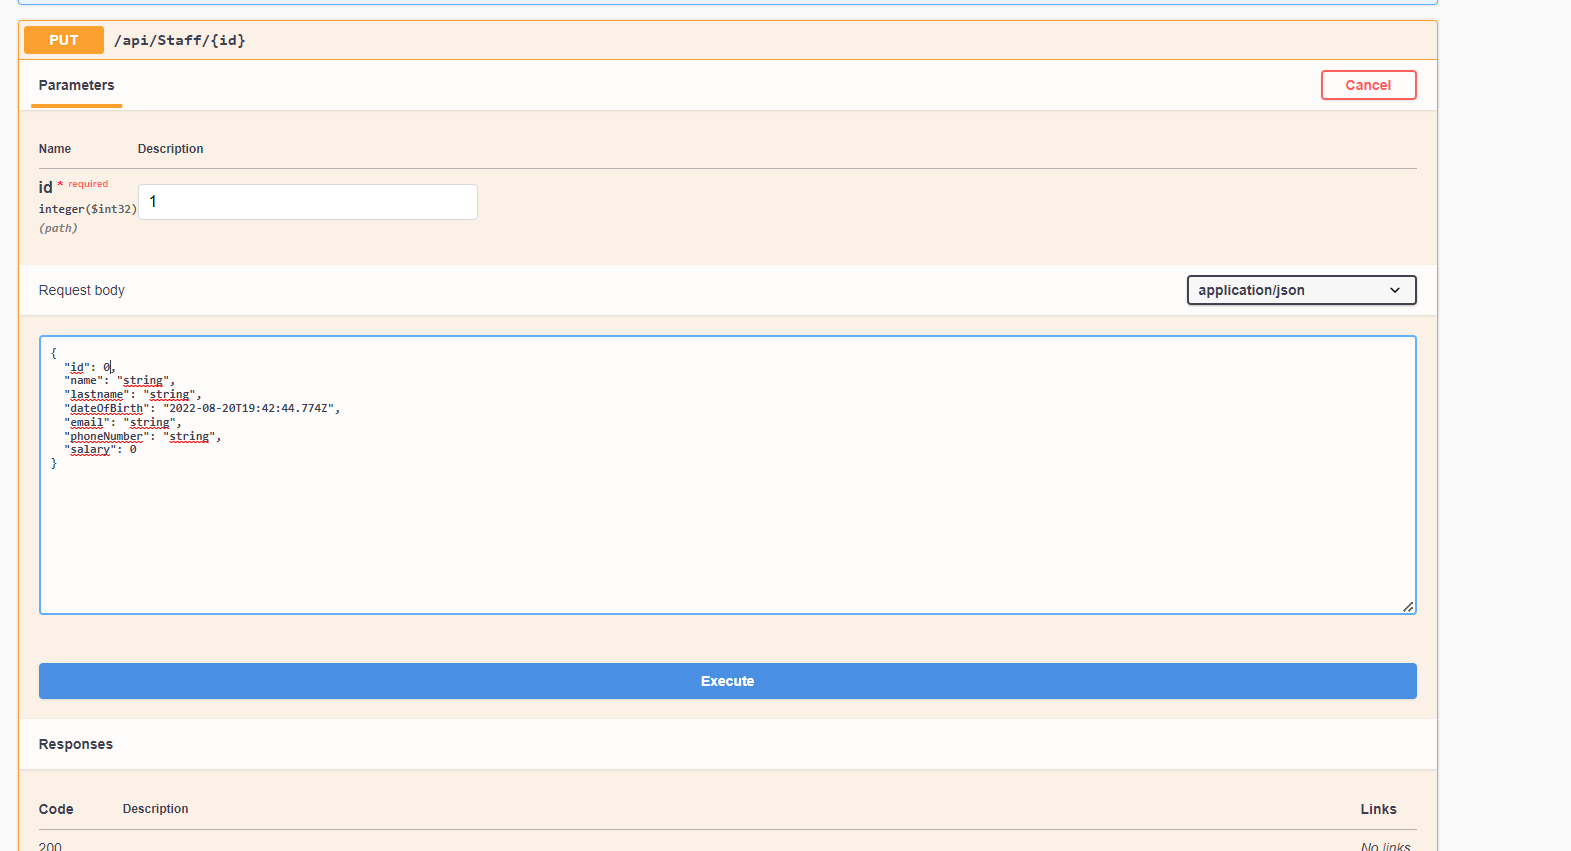 PUT /api/Staff/{id}
Parameters Cancel
Name Description
id * required
integer($int32)
1
(path)
Request body application/json
{
"id": 0,
"name": "string",
"lastname": "string",
"dateOfBirth": "2022-08-20T19:42:44.774Z",
"email": "string",
"phoneNumber": "string",
"salary": 0
}
Execute
Responses
Code Description Links
200 No links